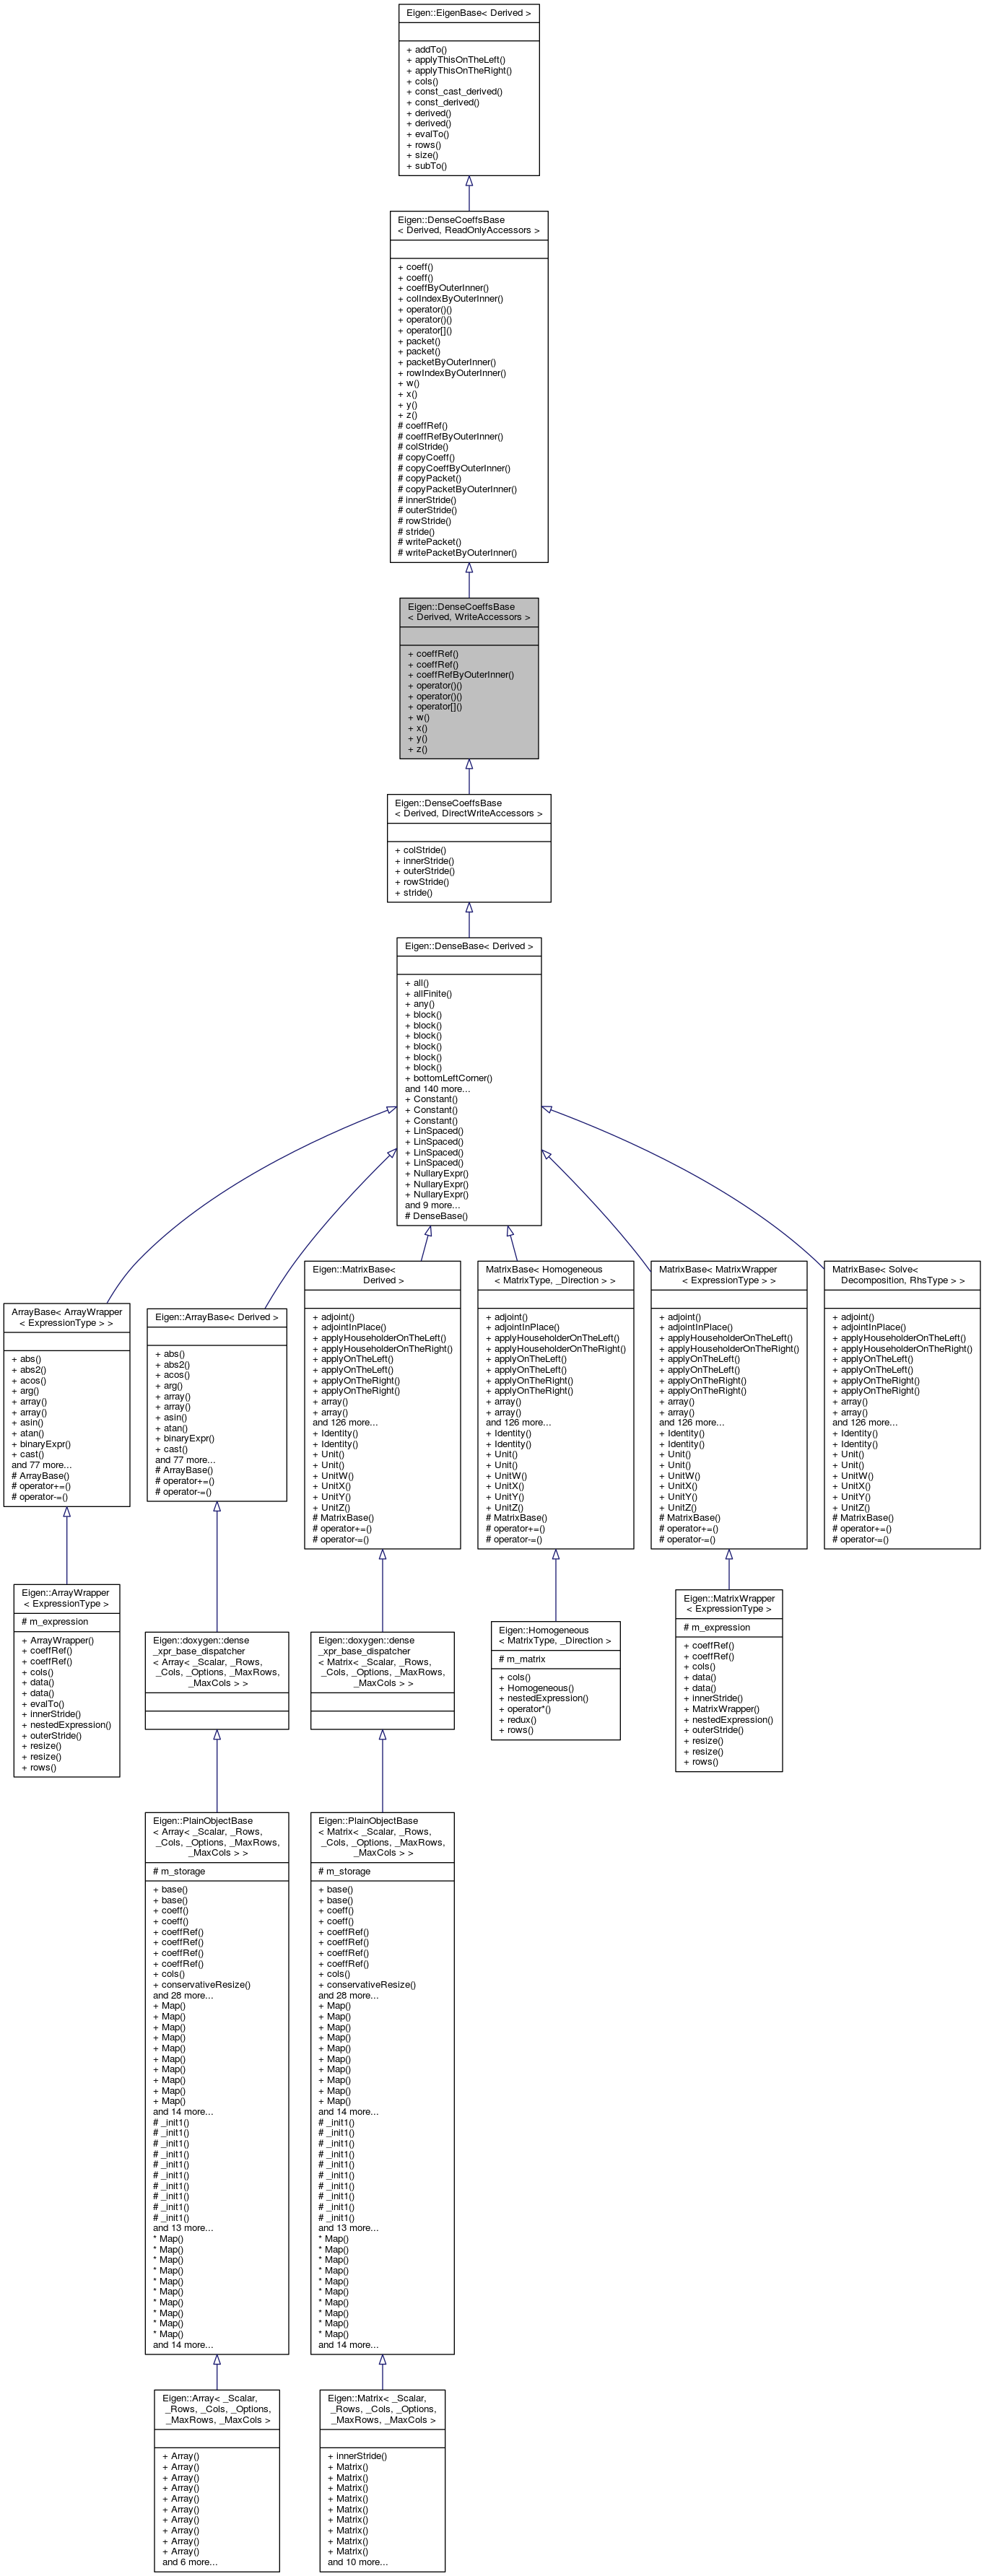 Eigen::EigenBase< Derived >
+ addTo()
+ applyThisOnTheLeft()
+ applyThisOnTheRight()
+ cols()
+ const_cast_derived()
+ const_derived()
+ derived()
+ derived()
+ evalTo()
+ rows()
+ size()
+ subTo()
Eigen::DenseCoeffsBase
< Derived, ReadOnlyAccessors >
+ coeff()
+ coeff()
+ coeffByOuterInner()
+ colIndexByOuterInner()
+ operator()()
+ operator()()
+ operator[]()
+ packet()
+ packet()
+ packetByOuterInner()
+ rowIndexByOuterInner()
+ w()
+ x()
+ y()
+ z()
# coeffRef()
# coeffRefByOuterInner()
# colStride()
# copyCoeff()
# copyCoeffByOuterInner()
# copyPacket()
# copyPacketByOuterInner()
# innerStride()
# outerStride()
# rowStride()
# stride()
# writePacket()
# writePacketByOuterInner()
Eigen::DenseCoeffsBase
< Derived, WriteAccessors >
+ coeffRef()
+ coeffRef()
+ coeffRefByOuterInner()
+ operator()()
+ operator()()
+ operator[]()
+ w()
+ x()
+ y()
+ z()
Eigen::DenseCoeffsBase
< Derived, DirectWriteAccessors >
+ colStride()
+ innerStride()
+ outerStride()
+ rowStride()
+ stride()
Eigen::DenseBase< Derived >
+ all()
+ allFinite()
+ any()
+ block()
+ block()
+ block()
+ block()
+ block()
+ block()
+ bottomLeftCorner()
and 140 more...
+ Constant()
+ Constant()
+ Constant()
+ LinSpaced()
+ LinSpaced()
+ LinSpaced()
+ LinSpaced()
+ NullaryExpr()
+ NullaryExpr()
+ NullaryExpr()
and 9 more...
# DenseBase()
ArrayBase< ArrayWrapper
< ExpressionType > >
+ abs()
+ abs2()
+ acos()
+ arg()
+ array()
+ array()
+ asin()
+ atan()
+ binaryExpr()
+ cast()
and 77 more...
# ArrayBase()
# operator+=()
# operator-=()
Eigen::ArrayBase< Derived >
+ abs()
+ abs2()
+ acos()
+ arg()
+ array()
+ array()
+ asin()
+ atan()
+ binaryExpr()
+ cast()
and 77 more...
# ArrayBase()
# operator+=()
# operator-=()
Eigen::MatrixBase<
Derived >
+ adjoint()
+ adjointInPlace()
+ applyHouseholderOnTheLeft()
+ applyHouseholderOnTheRight()
+ applyOnTheLeft()
+ applyOnTheLeft()
+ applyOnTheRight()
+ applyOnTheRight()
+ array()
+ array()
and 126 more...
+ Identity()
+ Identity()
+ Unit()
+ Unit()
+ UnitW()
+ UnitX()
+ UnitY()
+ UnitZ()
# MatrixBase()
# operator+=()
# operator-=()
MatrixBase< Homogeneous
< MatrixType, _Direction > >
+ adjoint()
+ adjointInPlace()
+ applyHouseholderOnTheLeft()
+ applyHouseholderOnTheRight()
+ applyOnTheLeft()
+ applyOnTheLeft()
+ applyOnTheRight()
+ applyOnTheRight()
+ array()
+ array()
and 126 more...
+ Identity()
+ Identity()
+ Unit()
+ Unit()
+ UnitW()
+ UnitX()
+ UnitY()
+ UnitZ()
# MatrixBase()
# operator+=()
# operator-=()
MatrixBase< MatrixWrapper
< ExpressionType > >
+ adjoint()
+ adjointInPlace()
+ applyHouseholderOnTheLeft()
+ applyHouseholderOnTheRight()
+ applyOnTheLeft()
+ applyOnTheLeft()
+ applyOnTheRight()
+ applyOnTheRight()
+ array()
+ array()
and 126 more...
+ Identity()
+ Identity()
+ Unit()
+ Unit()
+ UnitW()
+ UnitX()
+ UnitY()
+ UnitZ()
# MatrixBase()
# operator+=()
# operator-=()
MatrixBase< Solve<
Decomposition, RhsType > >
+ adjoint()
+ adjointInPlace()
+ applyHouseholderOnTheLeft()
+ applyHouseholderOnTheRight()
+ applyOnTheLeft()
+ applyOnTheLeft()
+ applyOnTheRight()
+ applyOnTheRight()
+ array()
+ array()
and 126 more...
+ Identity()
+ Identity()
+ Unit()
+ Unit()
+ UnitW()
+ UnitX()
+ UnitY()
+ UnitZ()
# MatrixBase()
# operator+=()
# operator-=()
Eigen::ArrayWrapper
< ExpressionType >
# m_expression
+ ArrayWrapper()
+ coeffRef()
+ coeffRef()
+ cols()
+ data()
+ data()
+ evalTo()
+ innerStride()
+ nestedExpression()
+ outerStride()
+ resize()
+ resize()
+ rows()
Eigen::doxygen::dense
_xpr_base_dispatcher
< Array< _Scalar, _Rows,
_Cols, _Options, _MaxRows,
_MaxCols > >
Eigen::doxygen::dense
_xpr_base_dispatcher
< Matrix< _Scalar, _Rows,
_Cols, _Options, _MaxRows,
_MaxCols > >
Eigen::Homogeneous
< MatrixType, _Direction >
# m_matrix
+ cols()
+ Homogeneous()
+ nestedExpression()
+ operator*()
+ redux()
+ rows()
Eigen::MatrixWrapper
< ExpressionType >
# m_expression
+ coeffRef()
+ coeffRef()
+ cols()
+ data()
+ data()
+ innerStride()
+ MatrixWrapper()
+ nestedExpression()
+ outerStride()
+ resize()
+ resize()
+ rows()
Eigen::PlainObjectBase
< Array< _Scalar, _Rows,
_Cols, _Options, _MaxRows,
_MaxCols > >
# m_storage
+ base()
+ base()
+ coeff()
+ coeff()
+ coeffRef()
+ coeffRef()
+ coeffRef()
+ coeffRef()
+ cols()
+ conservativeResize()
and 28 more...
+ Map()
+ Map()
+ Map()
+ Map()
+ Map()
+ Map()
+ Map()
+ Map()
+ Map()
+ Map()
and 14 more...
# _init1()
# _init1()
# _init1()
# _init1()
# _init1()
# _init1()
# _init1()
# _init1()
# _init1()
# _init1()
and 13 more...
* Map()
* Map()
* Map()
* Map()
* Map()
* Map()
* Map()
* Map()
* Map()
* Map()
and 14 more...
Eigen::PlainObjectBase
< Matrix< _Scalar, _Rows,
_Cols, _Options, _MaxRows,
_MaxCols > >
# m_storage
+ base()
+ base()
+ coeff()
+ coeff()
+ coeffRef()
+ coeffRef()
+ coeffRef()
+ coeffRef()
+ cols()
+ conservativeResize()
and 28 more...
+ Map()
+ Map()
+ Map()
+ Map()
+ Map()
+ Map()
+ Map()
+ Map()
+ Map()
+ Map()
and 14 more...
# _init1()
# _init1()
# _init1()
# _init1()
# _init1()
# _init1()
# _init1()
# _init1()
# _init1()
# _init1()
and 13 more...
* Map()
* Map()
* Map()
* Map()
* Map()
* Map()
* Map()
* Map()
* Map()
* Map()
and 14 more...
Eigen::Array< _Scalar,
_Rows, _Cols, _Options,
_MaxRows, _MaxCols >
+ Array()
+ Array()
+ Array()
+ Array()
+ Array()
+ Array()
+ Array()
+ Array()
+ Array()
+ Array()
and 6 more...
Eigen::Matrix< _Scalar,
_Rows, _Cols, _Options,
_MaxRows, _MaxCols >
+ innerStride()
+ Matrix()
+ Matrix()
+ Matrix()
+ Matrix()
+ Matrix()
+ Matrix()
+ Matrix()
+ Matrix()
+ Matrix()
and 10 more...